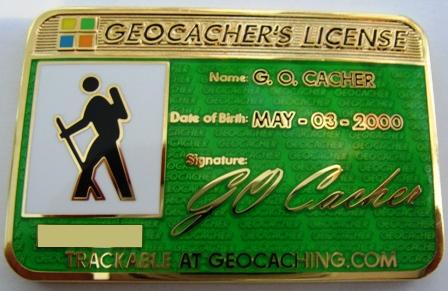 GEOCACHER'S LICENSE
Name: G. O. CACHER
Date of Birth: MAY - 03 - 2000
Signature:
GO Cacher
TRACKABLE AT GEOCACHING.COM